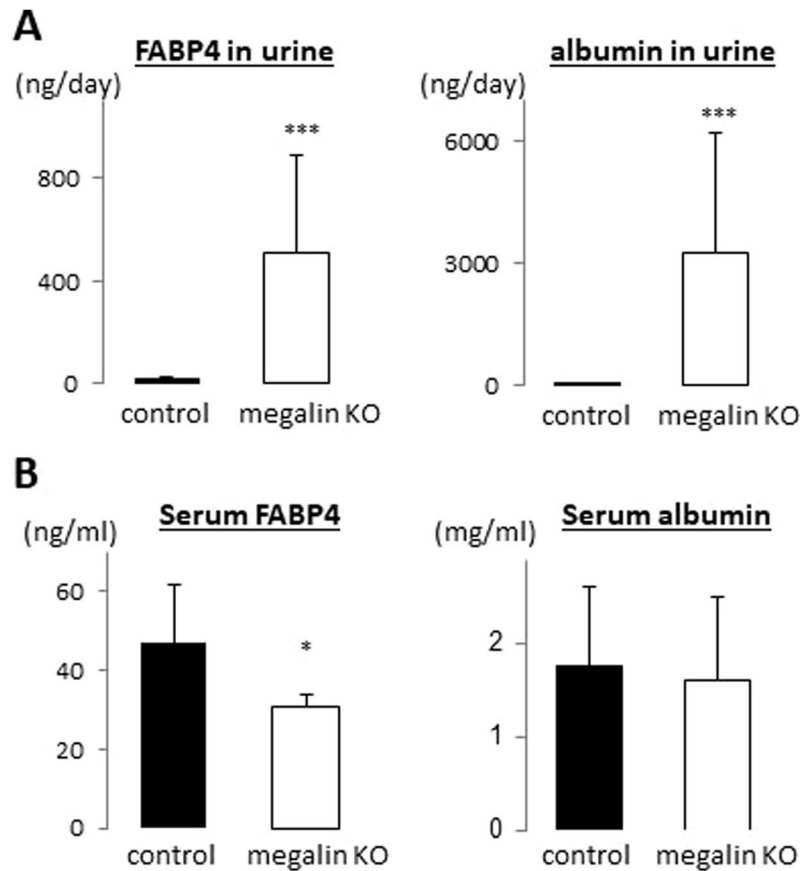 A
FABP4 in urine
albumin in urine
(ng/day)
(ng/day)
***
***
800
400
0
6000
3000
0
control
megalin KO
control
megalin KO
B
Serum FABP4
Serum albumin
(ng/ml)
(mg/ml)
*
60
40
20
0
2
1
0
control
megalin KO
control
megalin KO